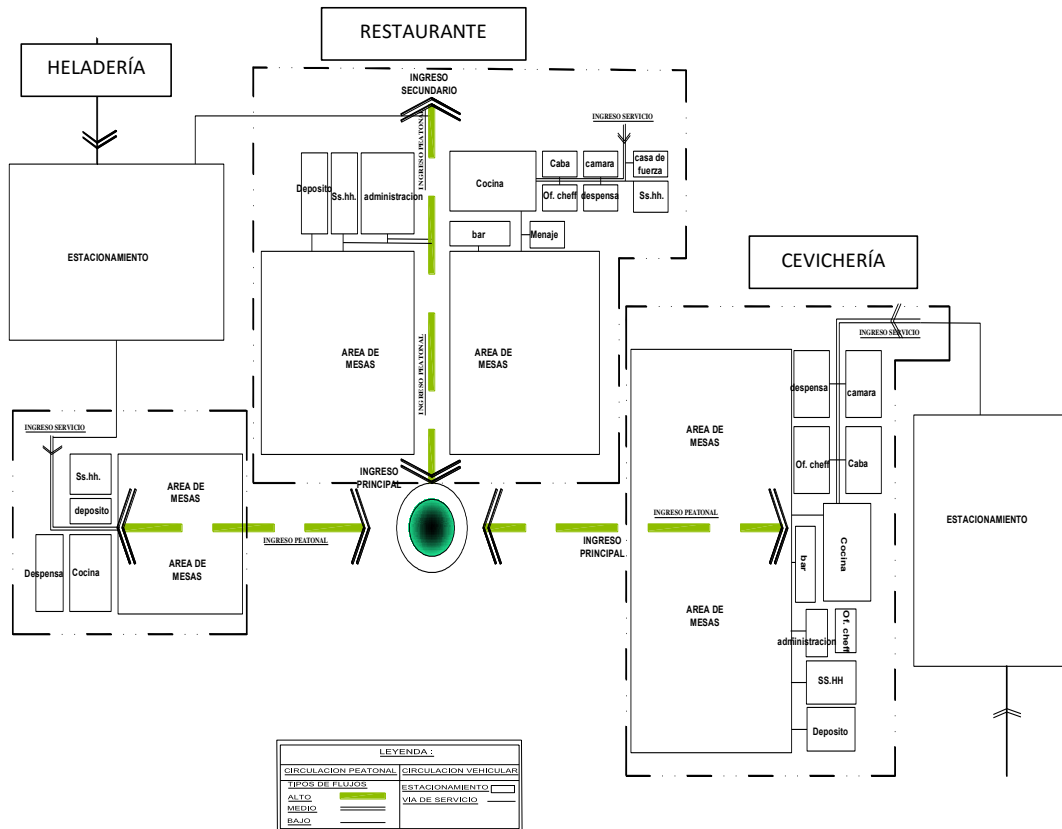 RESTAURANTE
HELADERÍA
INGRESO
SECUNDARIO
INGRESO PEATONAL
INGRESO SERVICIO
Deposito
Ss.hh.
administracion
Cocina
Caba
camara
casa de
fuerza
Of. cheff
despensa
Ss.hh.
bar
Menaje
ESTACIONAMIENTO
AREA DE
MESAS
INGRESO PEATONAL
AREA DE
MESAS
INGRESO
PRINCIPAL
CEVICHERÍA
INGRESO SERVICIO
despensa
camara
AREA DE
MESAS
Of. cheff
Caba
INGRESO PEATONAL
INGRESO
PRINCIPAL
bar
Cocina
AREA DE
MESAS
administracion
Of. cheff
SS.HH
Deposito
ESTACIONAMIENTO
INGRESO SERVICIO
Ss.hh.
AREA DE
MESAS
deposito
INGRESO PEATONAL
AREA DE
MESAS
Despensa
Cocina
LEYENDA :
CIRCULACION PEATONAL
CIRCULACION VEHICULAR
TIPOS DE FLUJOS
ESTACIONAMIENTO
ALTO
VIA DE SERVICIO
MEDIO
BAJO